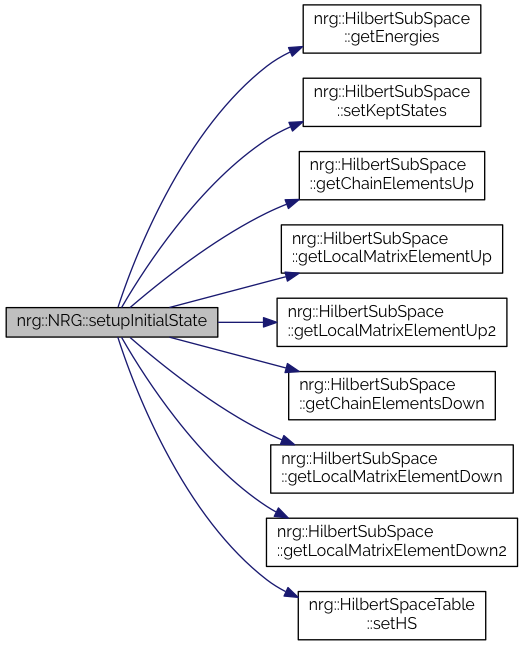 nrg::HilbertSubSpace
::getEnergies
nrg::HilbertSubSpace
::setKeptStates
nrg::HilbertSubSpace
::getChainElementsUp
nrg::HilbertSubSpace
::getLocalMatrixElementUp
nrg::NRG::setupInitialState
nrg::HilbertSubSpace
::getLocalMatrixElementUp2
nrg::HilbertSubSpace
::getChainElementsDown
nrg::HilbertSubSpace
::getLocalMatrixElementDown
nrg::HilbertSubSpace
::getLocalMatrixElementDown2
nrg::HilbertSpaceTable
::setHS